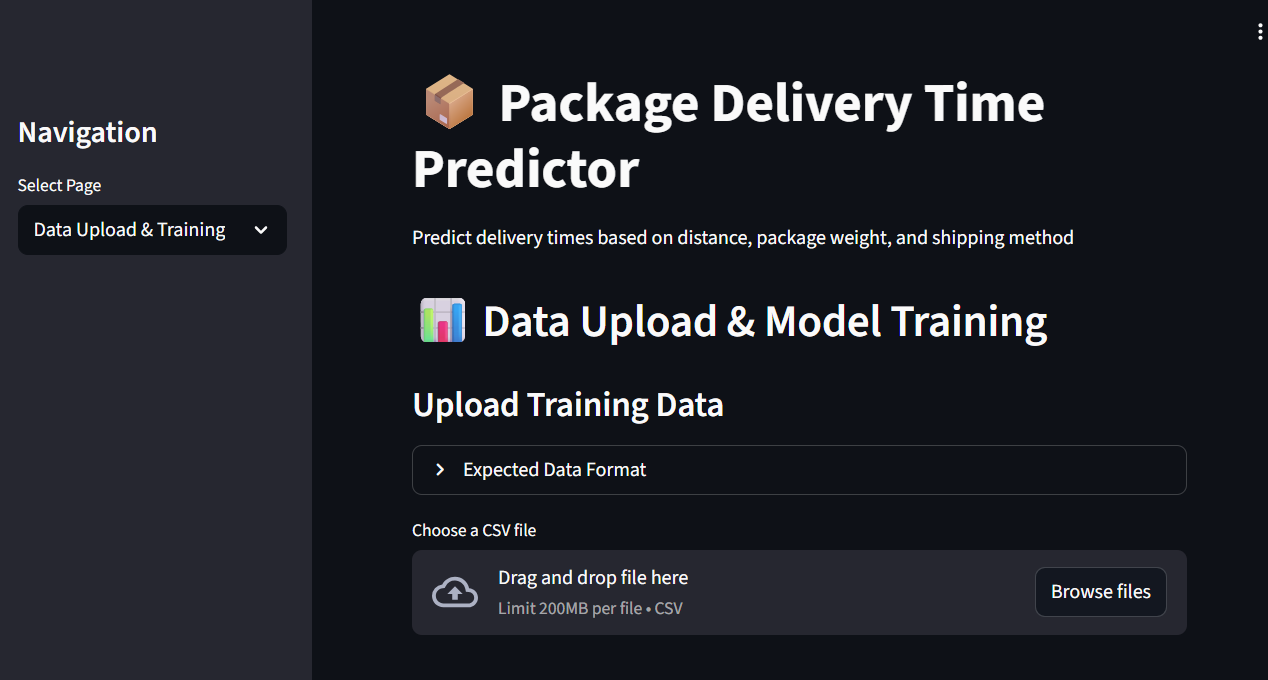 Navigation
Select Page
Data Upload & Training
Package Delivery Time
Predictor
Predict delivery times based on distance, package weight, and shipping method
Data Upload & Model Training
Upload Training Data
Expected Data Format
Choose a CSV file
Drag and drop file here
Limit 200MB per file • CSV
Browse files